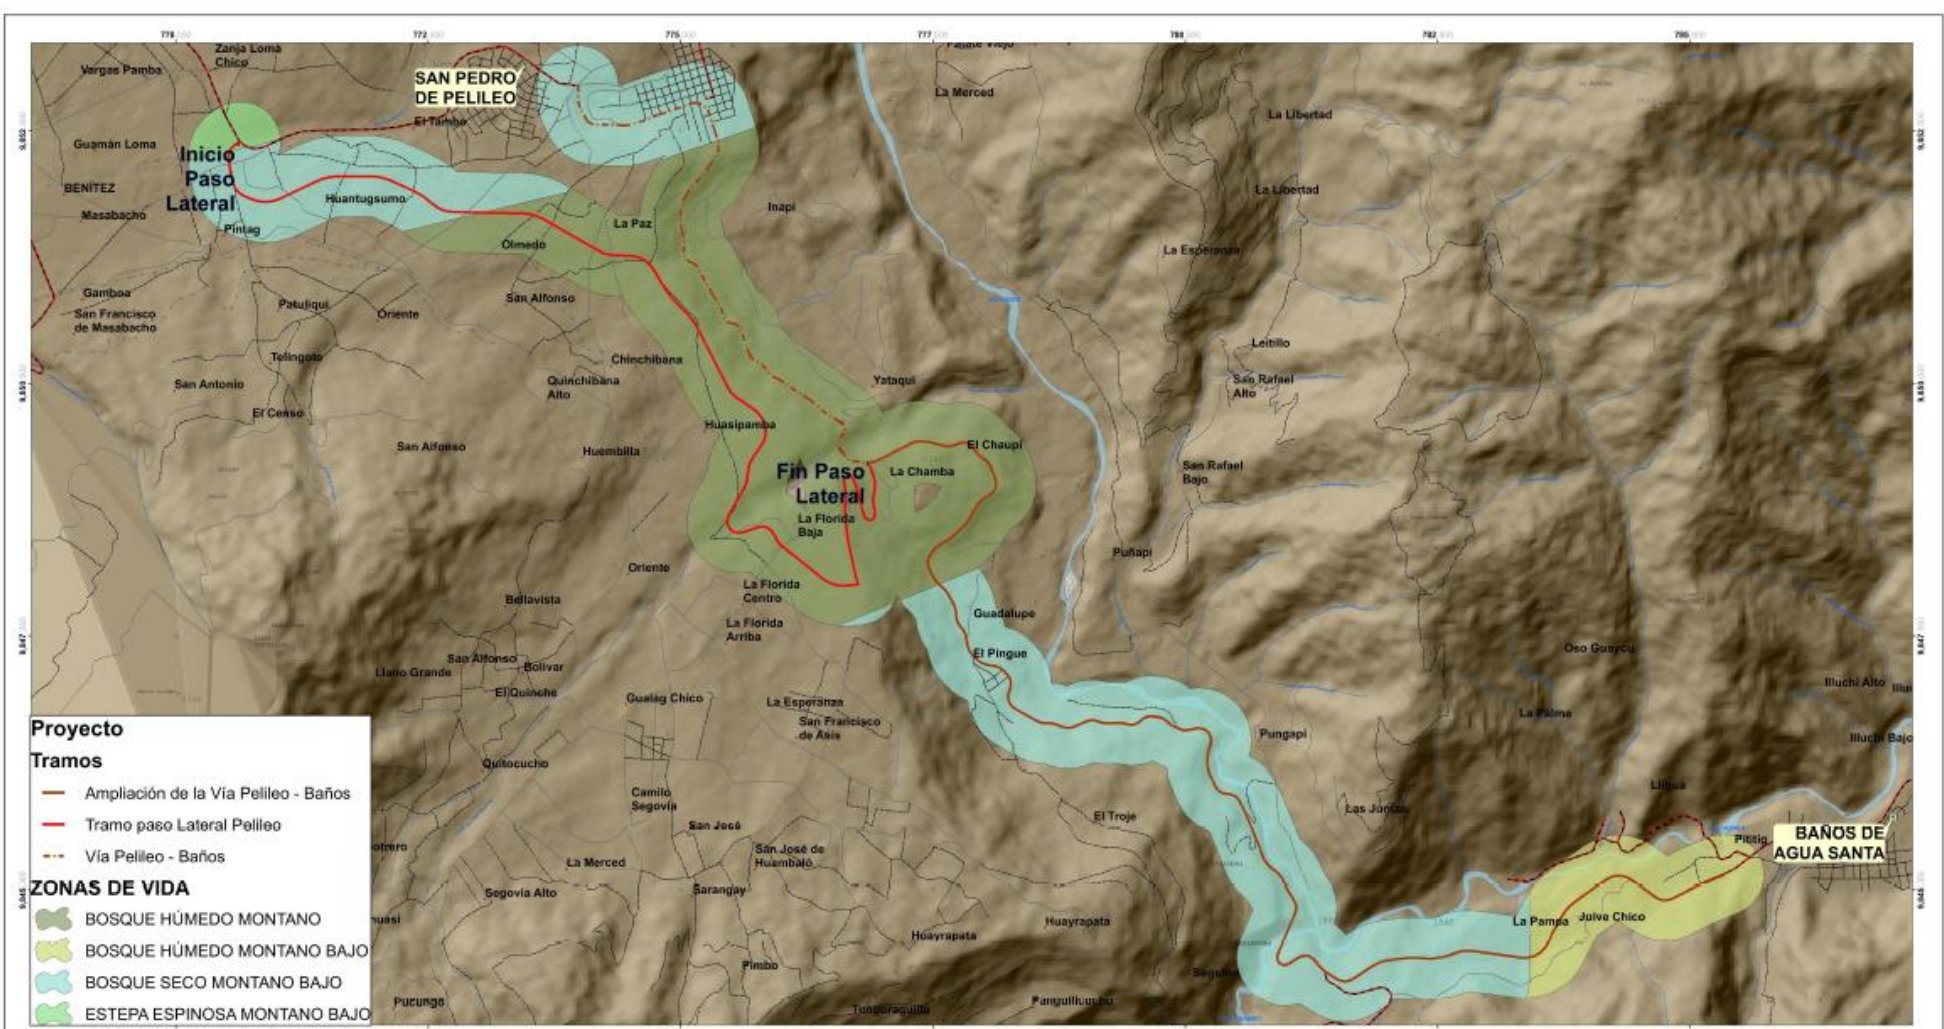 Zanja Loma
Chico
Vargas Pamba
SAN PEDRO
DE PELILEO
El Tambo
La Merced
La Libertad
Guamán Loma
Inicio
Paso
Lateral
BENÍTEZ
Masabacho
Huantugsumo
Pintag
La Libertad
Inapi
La Paz
Olmedo
La Esperanza
Gamboa
San Francisco
de Masabacho
Patuliqui
Oriente
San Alfonso
Telingoto
Chinchibana
Leitillo
San Antonio
Quinchibana
Alto
Yataqui
San Rafael
Alto
El Censo
Huasipamba
San Alfonso
Huembilla
El Chaupi
Fin Paso
Lateral
La Chamba
San Rafael
Bajo
La Florida
Baja
Puñapi
Oriente
La Florida
Centro
Bellavista
Guadalupe
La Florida
Arriba
El Pingue
Oso Guaycu
San Alfonso
Bolivar
Llano Grande
El Quinche
Gualag Chico
La Esperanza
San Francisco
de Asis
Illuchi Alto
La Palma
Pungapi
Illuchi Bajo
Quitocucho
Camilo
Segovia
San José
El Troje
Lligua
BAÑOS DE
AGUA SANTA
Pititig
San José de
Huambaló
La Merced
Segovia Alto
Sarangay
Huayrapata
Huayrapata
La Pampa
Juive Chico
Pimbo
Pucungo
Proyecto
Tramos
Ampliación de la Vía Pelileo - Baños
Tramo paso Lateral Pelileo
Vía Pelileo - Baños
ZONAS DE VIDA
BOSQUE HÚMEDO MONTANO
BOSQUE HÚMEDO MONTANO BAJO
BOSQUE SECO MONTANO BAJO
ESTEPA ESPINOSA MONTANO BAJO